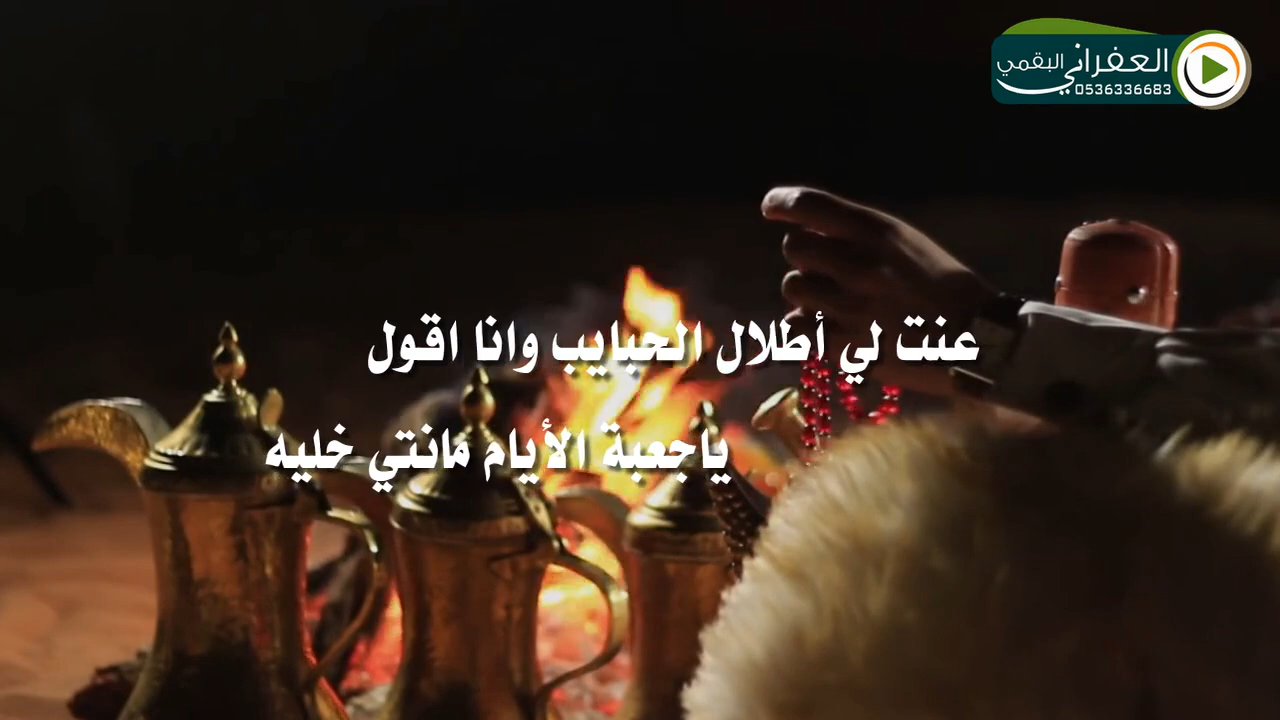 العفراني البقمي
0536336683
عنت لي أطلال الحبايب وانا اقول
ياجعبة الأيام مانتي خليه